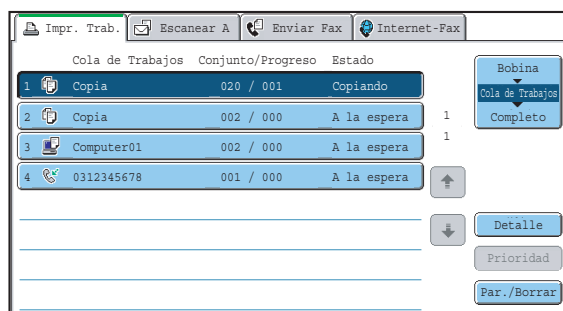 Impr. Trab. Escanear A Enviar Fax Internet-Fax
Cola de Trabajos Conjunto/Progreso Estado
1 Copia 020 / 001 Copiando
2 Copia 002 / 000 A la espera
3 Computer01 002 / 000 A la espera
4 0312345678 001 / 000 A la espera
1
1
Bobina
Cola de Trabajos
Completo
Detalle
Prioridad
Par./Borrar